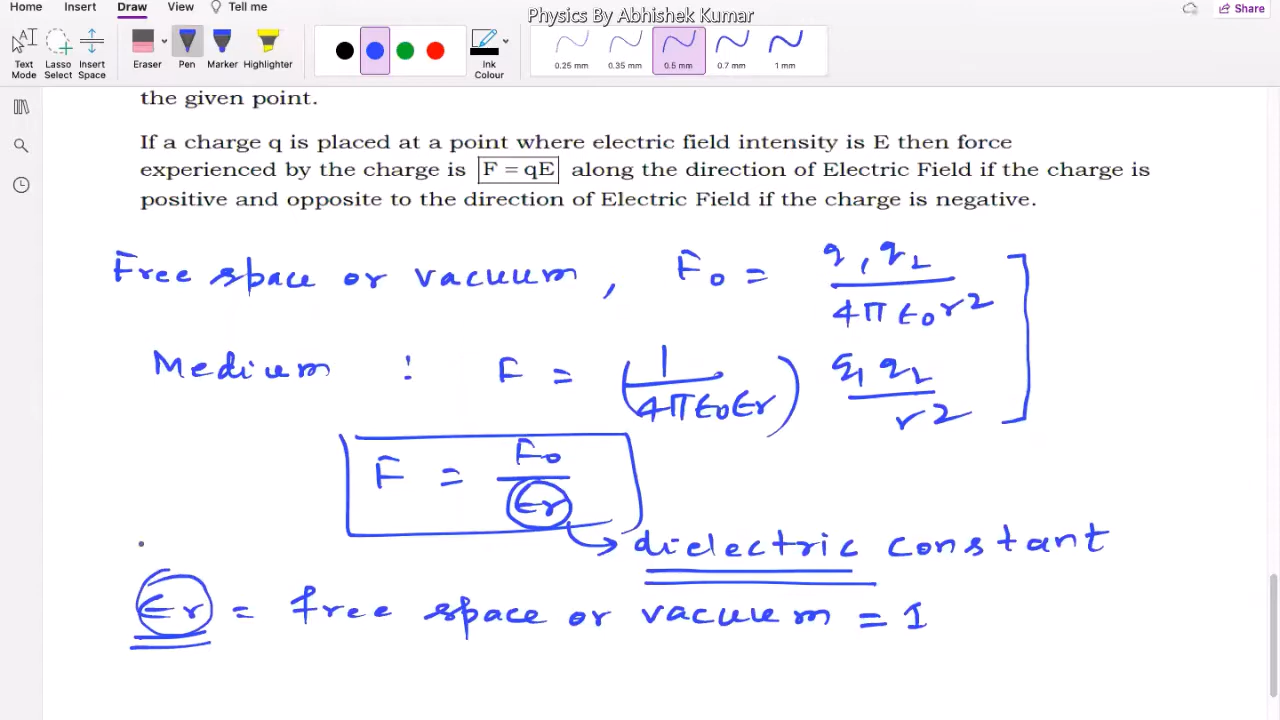 Home Insert Draw View Tell me
Physics By Abhishek Kumar
Share
Text Mode Lasso Select Insert Space Eraser Pen Marker Highlighter Ink Colour 0.25 mm 0.35 mm 0.5 mm 0.7 mm 1 mm
the given point.
If a charge q is placed at a point where electric field intensity is E then force
experienced by the charge is F = qE along the direction of Electric Field if the charge is
positive and opposite to the direction of Electric Field if the charge is negative.
Free space or vacuum, F₀ = q₁q₂ / 4πε₀r²
Medium : F = (1 / 4πε₀εr) q₁q₂ / r²
F = F₀ / εr
→ dielectric constant
εr = free space or vacuum = 1